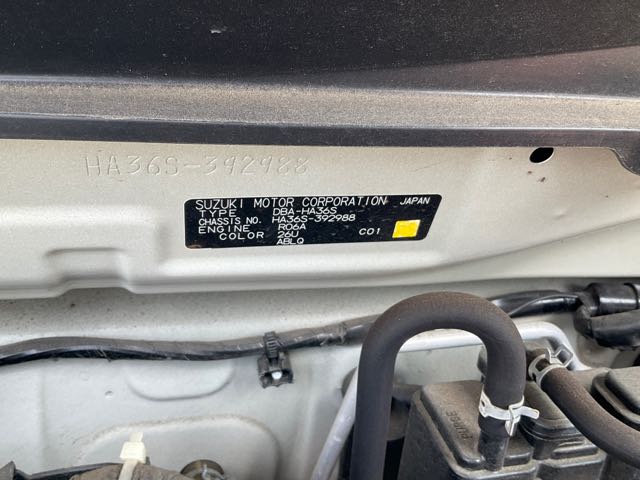 HA36S-392988
SUZUKI MOTOR CORPORATION JAPAN
TYPE DBA-HA36S
CHASSIS NO. HA36S-392988
ENGINE R06A
COLOR 26U C01
ABLQ
PURGE